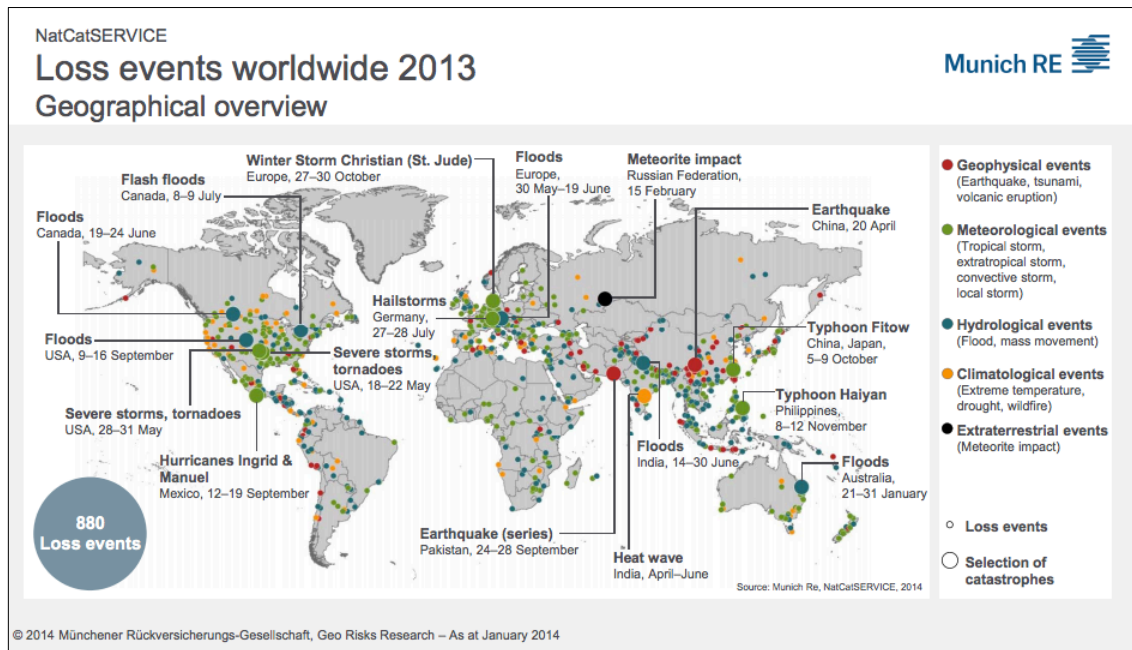 NatCatSERVICE
Loss events worldwide 2013
Geographical overview
Munich RE
Winter Storm Christian (St. Jude)
Europe, 27–30 October
Floods
Europe,
30 May–19 June
Meteorite impact
Russian Federation,
15 February
Flash floods
Canada, 8–9 July
Floods
Canada, 19–24 June
Earthquake
China, 20 April
Hailstorms
Germany,
27–28 July
Floods
USA, 9–16 September
Severe storms,
tornadoes
USA, 18–22 May
Typhoon Fitow
China, Japan,
5–9 October
Severe storms, tornadoes
USA, 28–31 May
Typhoon Haiyan
Philippines,
8–12 November
Hurricanes Ingrid &
Manuel
Mexico, 12–19 September
Floods
India, 14–30 June
Floods
Australia,
21–31 January
Earthquake (series)
Pakistan, 24–28 September
Heat wave
India, April–June
880
Loss events
Source: Munich Re, NatCatSERVICE, 2014
Geophysical events
(Earthquake, tsunami,
volcanic eruption)
Meteorological events
(Tropical storm,
extratropical storm,
convective storm,
local storm)
Hydrological events
(Flood, mass movement)
Climatological events
(Extreme temperature,
drought, wildfire)
Extraterrestrial events
(Meteorite impact)
Loss events
Selection of
catastrophes
© 2014 Münchener Rückversicherungs-Gesellschaft, Geo Risks Research – As at January 2014